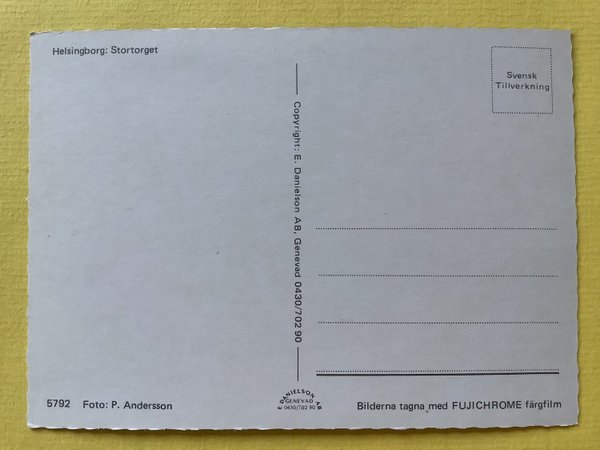 Helsingborg: Stortorget
Svensk
Tillverkning
Copyright: E. Danielson AB, Genevad 0430/702 90
5792 Foto: P. Andersson
E. DANIELSON AB
GENEVAD
0430/702 90
Bilderna tagna med FUJICHROME färgfilm